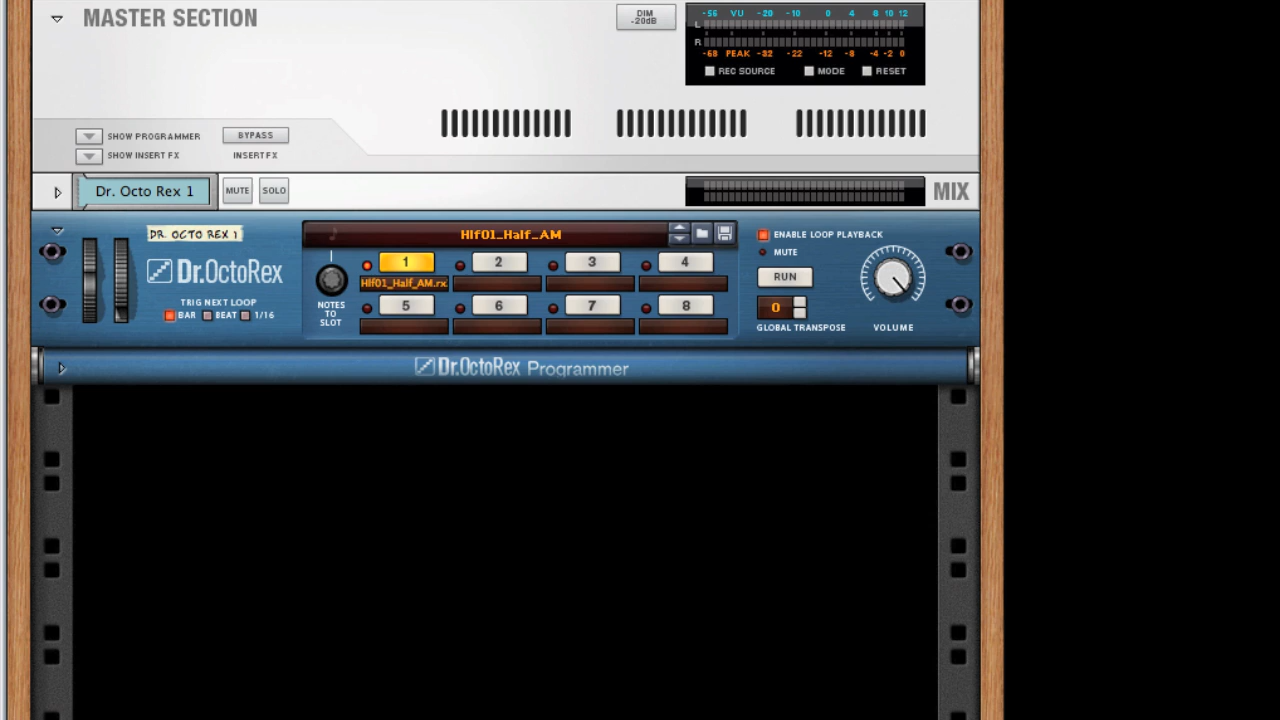 MASTER SECTION
DIM
-20dB
-56 VU -20 -10 0 4 8 10 12
L
R
-68 PEAK -32 -22 -12 -8 -4 -2 0
REC SOURCE MODE RESET
SHOW PROGRAMMER BYPASS
SHOW INSERT FX INSERT FX
Dr. Octo Rex 1 MUTE SOLO MIX
DR. OCTO REX 1
Dr.OctoRex
TRIG NEXT LOOP
BAR BEAT 1/16
Hlf01_Half_AM
1 2 3 4
Hlf01_Half_AM.rx
5 6 7 8
NOTES
TO
SLOT
ENABLE LOOP PLAYBACK
MUTE
RUN
0
GLOBAL TRANSPOSE VOLUME
Dr.OctoRex Programmer